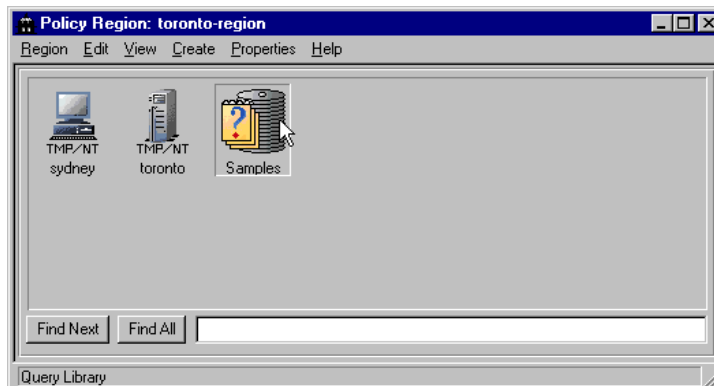 Policy Region: toronto-region
Region Edit View Create Properties Help
TMP/NT TMP/NT ?
sydney toronto Samples
Find Next Find All
Query Library